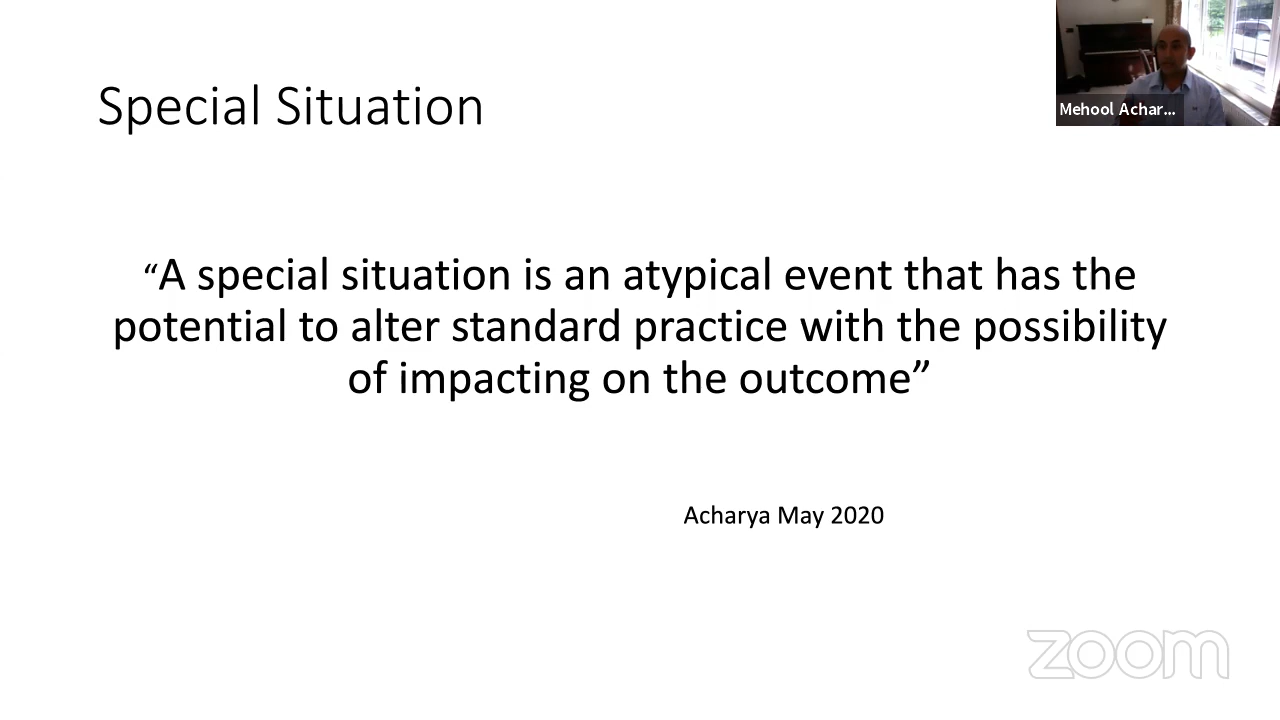 Special Situation
Mehool Achar...
“A special situation is an atypical event that has the
potential to alter standard practice with the possibility
of impacting on the outcome”
Acharya May 2020
zoom